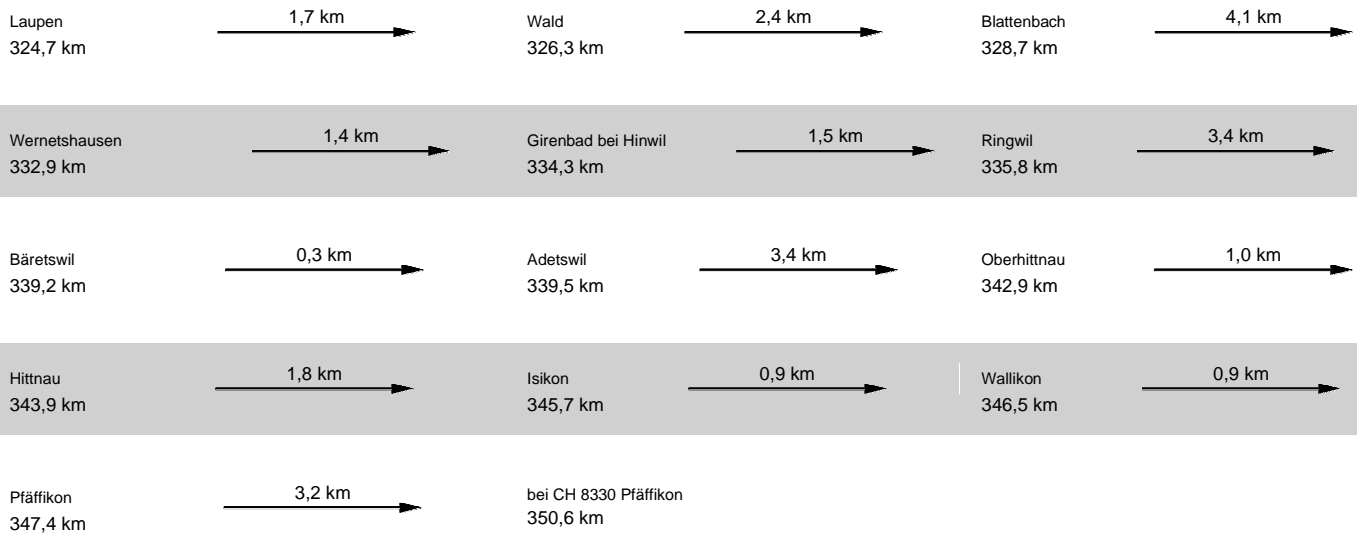 Laupen
324,7 km
1,7 km
Wald
326,3 km
2,4 km
Blattenbach
328,7 km
4,1 km
Wernetshausen
332,9 km
1,4 km
Girenbad bei Hinwil
334,3 km
1,5 km
Ringwil
335,8 km
3,4 km
Bäretswil
339,2 km
0,3 km
Adetswil
339,5 km
3,4 km
Oberhittnau
342,9 km
1,0 km
Hittnau
343,9 km
1,8 km
Isikon
345,7 km
0,9 km
Wallikon
346,5 km
0,9 km
Pfäffikon
347,4 km
3,2 km
bei CH 8330 Pfäffikon
350,6 km